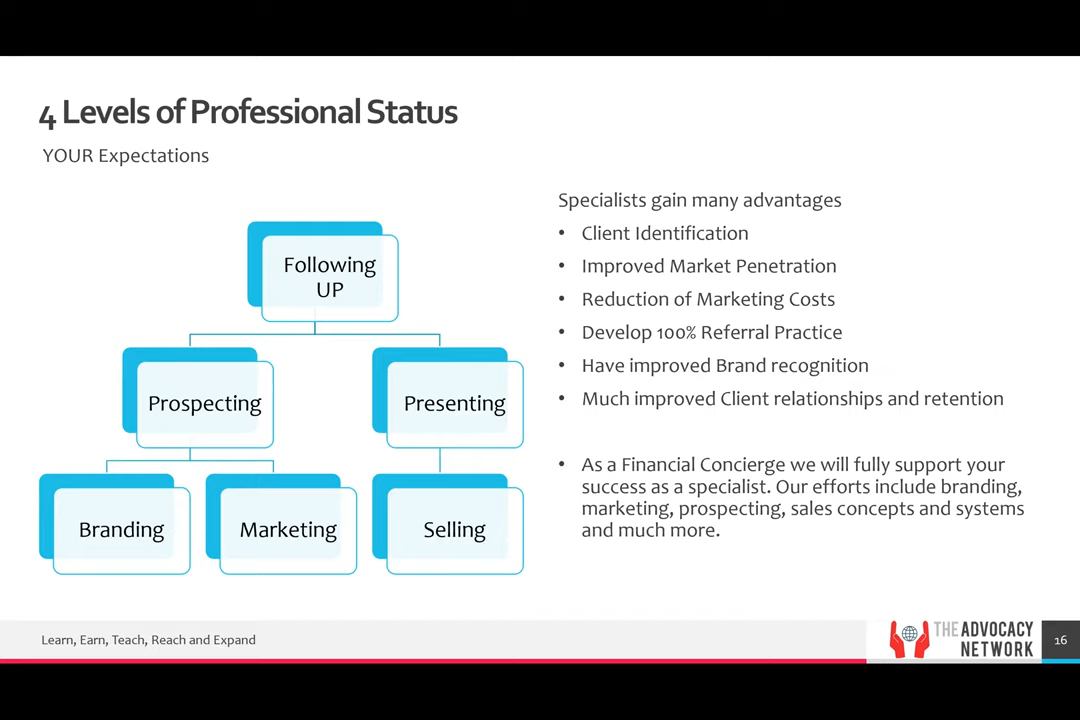 4 Levels of Professional Status
YOUR Expectations
Following
UP
Prospecting
Presenting
Branding
Marketing
Selling
Specialists gain many advantages
• Client Identification
• Improved Market Penetration
• Reduction of Marketing Costs
• Develop 100% Referral Practice
• Have improved Brand recognition
• Much improved Client relationships and retention
• As a Financial Concierge we will fully support your
success as a specialist. Our efforts include branding,
marketing, prospecting, sales concepts and systems
and much more.
Learn, Earn, Teach, Reach and Expand
THE ADVOCACY
NETWORK
16